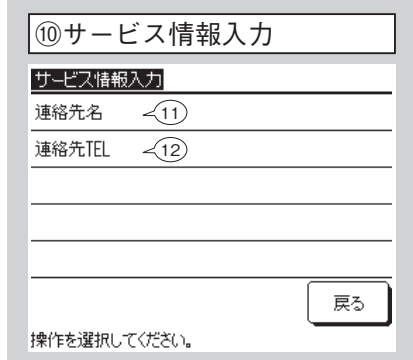 ⑩サービス情報入力
サービス情報入力
連絡先名 ⑪
連絡先TEL ⑫
戻る
操作を選択してください。